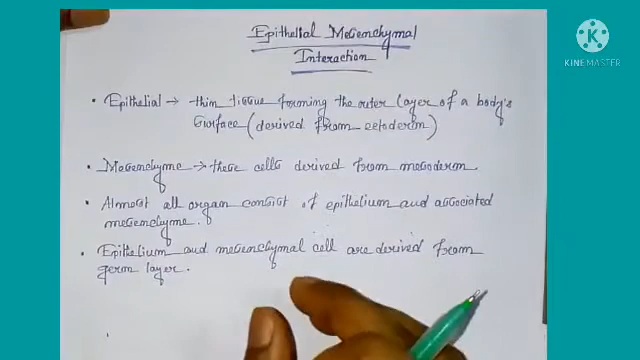 Epithelial Mesenchymal
Interaction
• Epithelial → thin tissue forming the outer layer of a body's
surface (derived from ectoderm)
• Mesenchyme → these cells derived from mesoderm.
• Almost all organ consist of epithelium and associated
mesenchyme.
• Epithelium and mesenchymal cell are derived from
germ layer.
K
KINEMASTER